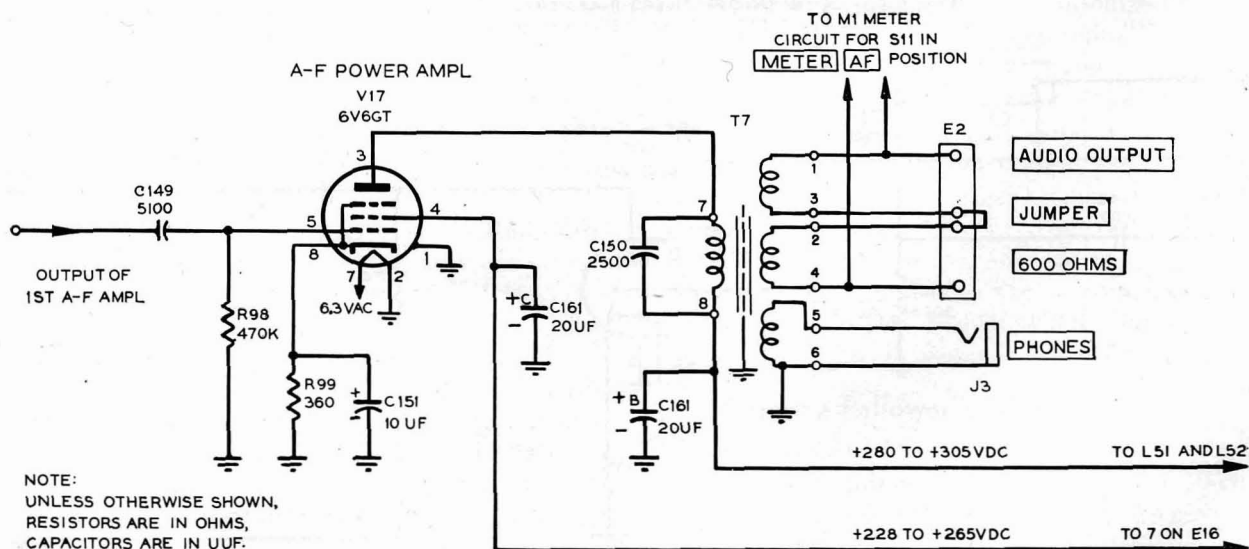 TO M1 METER
CIRCUIT FOR S11 IN
METER AF POSITION
A-F POWER AMPL
V17
6V6GT
T7
E2
3
1
AUDIO OUTPUT
C149
5100
5
4
7
3
JUMPER
8
1
C150
2500
2
600 OHMS
OUTPUT OF
1ST A-F AMPL
7
2
6.3VAC
+C
-
C161
20UF
8
4
5
R98
470K
6
PHONES
J3
R99
360
+
-
C151
10 UF
+B
-
C161
20UF
+280 TO +305VDC
TO L51 AND L52
NOTE:
UNLESS OTHERWISE SHOWN,
RESISTORS ARE IN OHMS,
CAPACITORS ARE IN UUF.
+228 TO +265VDC
TO 7 ON E16